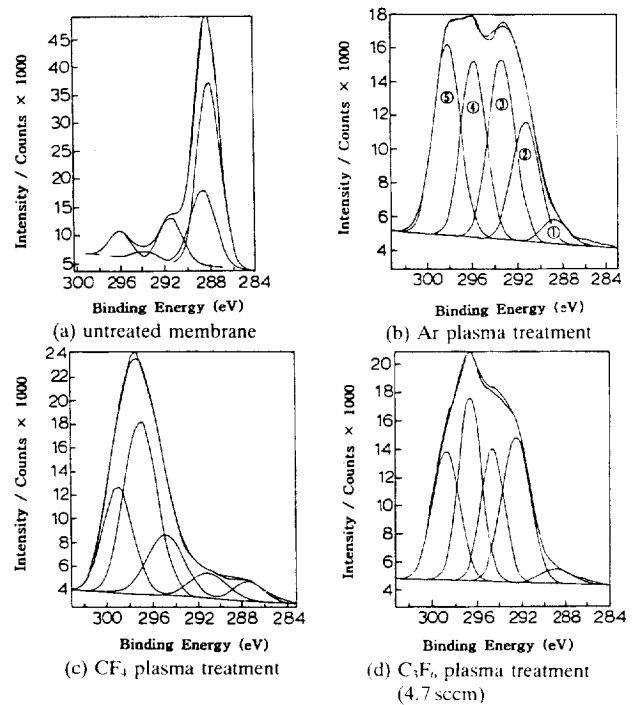 Intensity / Counts × 1000
45
40
35
30
25
20
15
10
5
300 296 292 288 284
Binding Energy (eV)
(a) untreated membrane
Intensity / Counts × 1000
18
16
14
12
10
8
6
4
⑤ ④ ③ ② ①
300 296 292 288 284
Binding Energy (eV)
(b) Ar plasma treatment
Intensity / Counts × 1000
24
22
20
18
16
14
12
10
8
6
4
300 296 292 288 284
Binding Energy (eV)
(c) CF₄ plasma treatment
Intensity / Counts × 1000
20
18
16
14
12
10
8
6
4
300 296 292 288 284
Binding Energy (eV)
(d) C₃F₆ plasma treatment
(4.7 sccm)